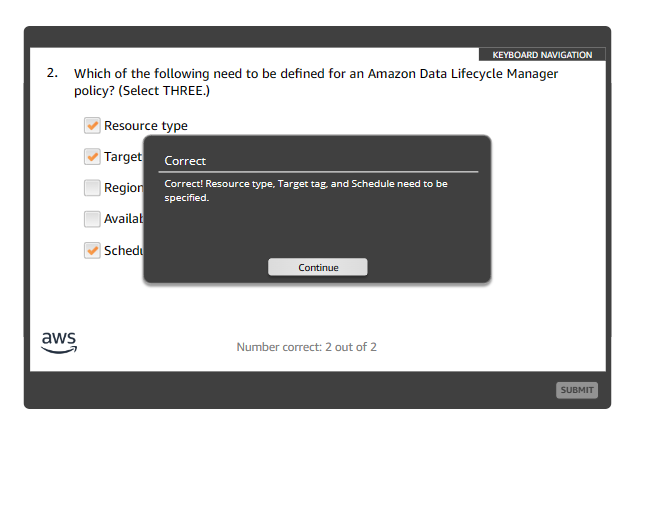 KEYBOARD NAVIGATION
2. Which of the following need to be defined for an Amazon Data Lifecycle Manager
policy? (Select THREE.)
Resource type
Target
Correct
Correct! Resource type, Target tag, and Schedule need to be
specified.
Region
Continue
aws
Number correct: 2 out of 2
SUBMIT